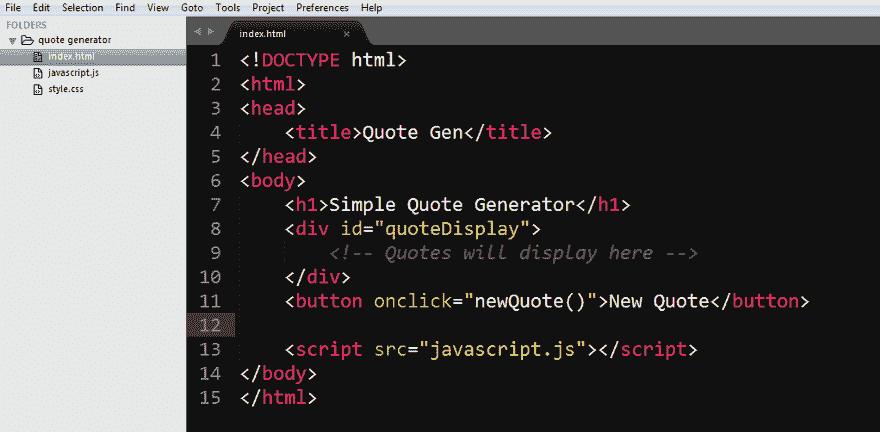 File Edit Selection Find View Goto Tools Project Preferences Help
FOLDERS
quote generator
index.html
javascript.js
style.css
index.html
1 <!DOCTYPE html>
2 <html>
3 <head>
4     <title>Quote Gen</title>
5 </head>
6 <body>
7     <h1>Simple Quote Generator</h1>
8     <div id="quoteDisplay">
9         <!-- Quotes will display here -->
10     </div>
11     <button onclick="newQuote()">New Quote</button>
12
13     <script src="javascript.js"></script>
14 </body>
15 </html>